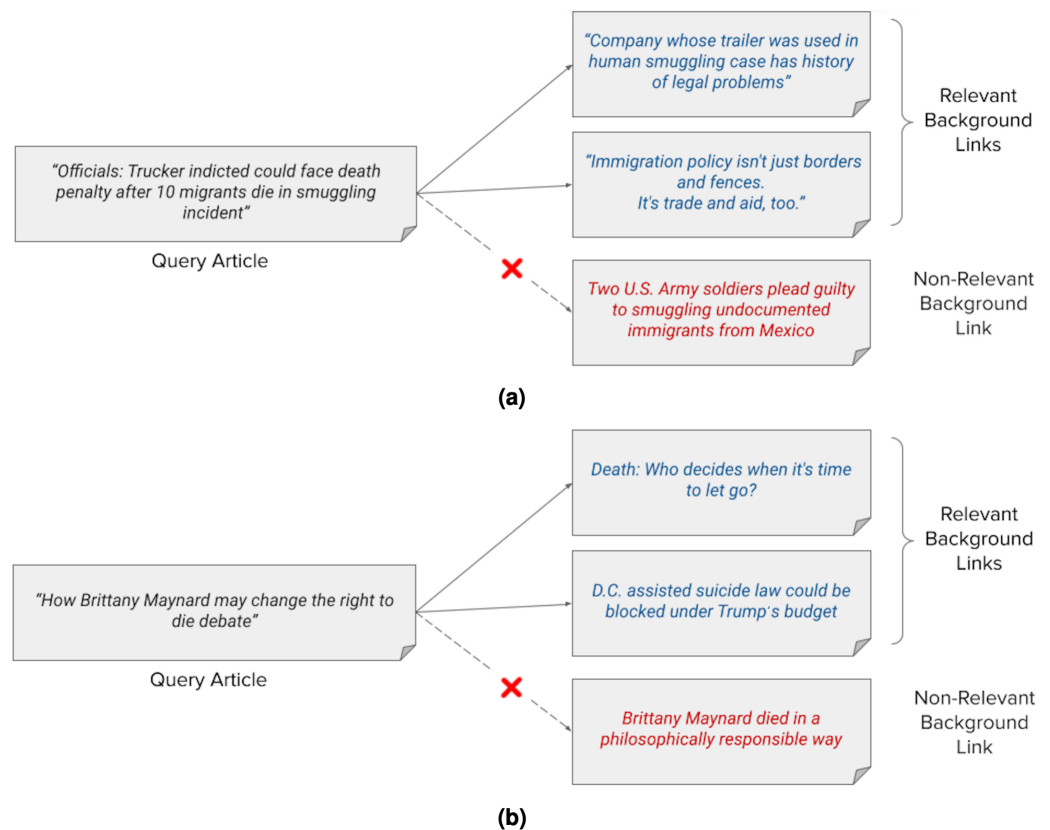 “Company whose trailer was used in
human smuggling case has history
of legal problems”
Relevant
Background
Links
“Officials: Trucker indicted could face death
penalty after 10 migrants die in smuggling
incident”
“Immigration policy isn't just borders
and fences.
It's trade and aid, too.”
Query Article
Two U.S. Army soldiers plead guilty
to smuggling undocumented
immigrants from Mexico
Non-Relevant
Background
Link
(a)
Death: Who decides when it's time
to let go?
Relevant
Background
Links
“How Brittany Maynard may change the right to
die debate”
D.C. assisted suicide law could be
blocked under Trump's budget
Query Article
Brittany Maynard died in a
philosophically responsible way
Non-Relevant
Background
Link
(b)